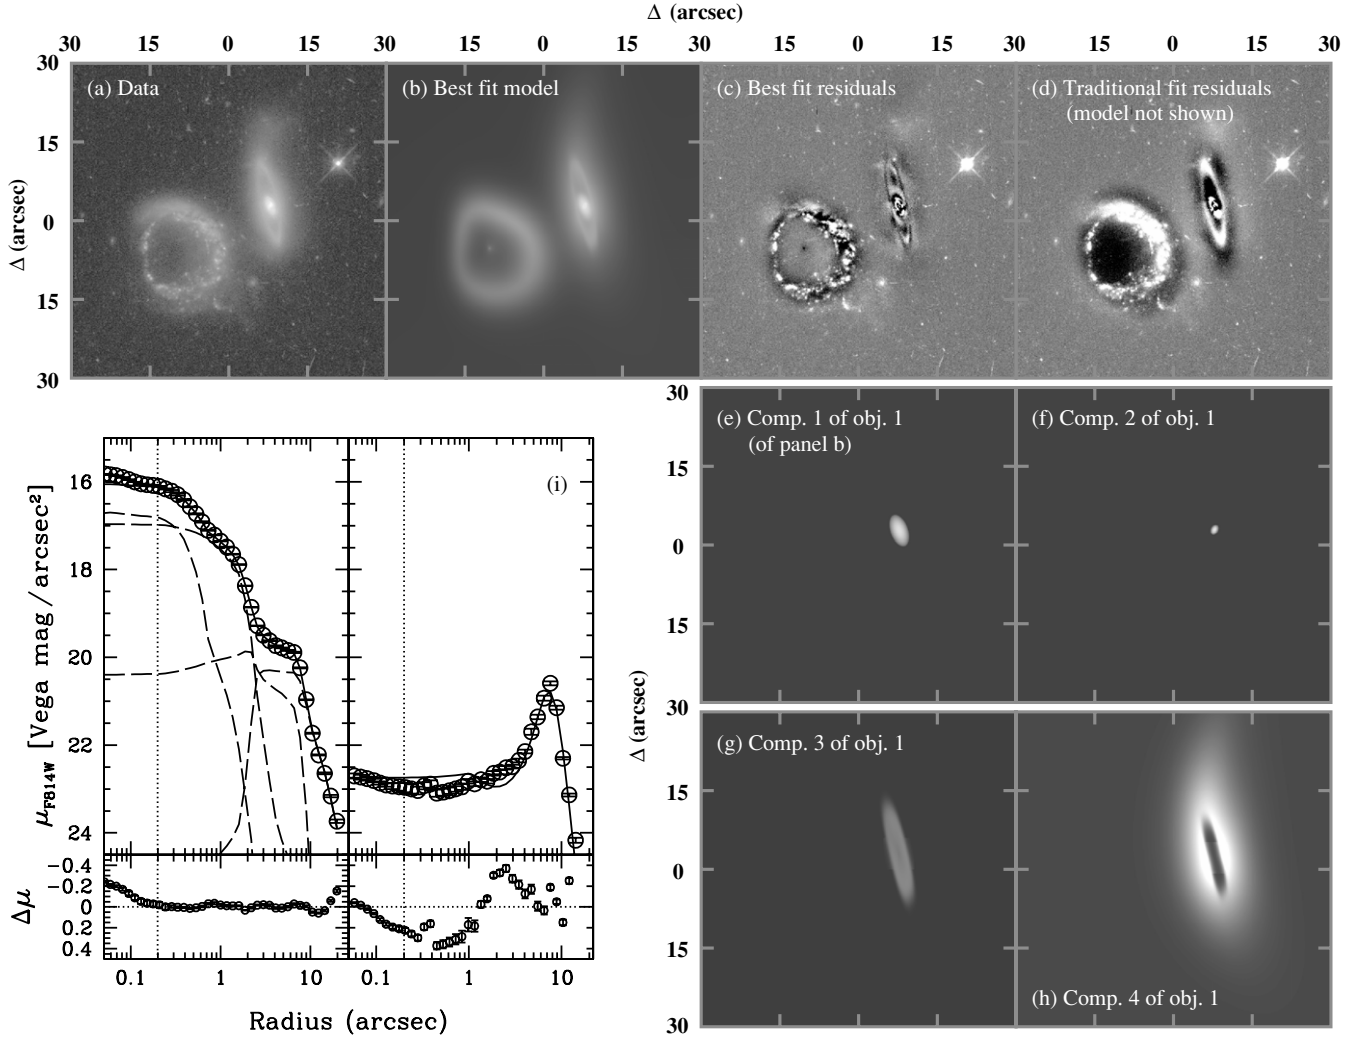 Δ (arcsec)
30 15 0 15 30 15 0 15 30 15 0 15 30 15 0 15 30
30
(a) Data
(b) Best fit model
(c) Best fit residuals
(d) Traditional fit residuals
(model not shown)
15
0
15
30
Δ (arcsec)
30
(e) Comp. 1 of obj. 1
(of panel b)
(f) Comp. 2 of obj. 1
15
0
15
30
(g) Comp. 3 of obj. 1
15
0
15
30
(h) Comp. 4 of obj. 1
Δ (arcsec)
(i)
16
18
20
22
24
μF814W [Vega mag / arcsec²]
−0.4
−0.2
0
0.2
0.4
Δμ
0.1 1 10 0.1 1 10
Radius (arcsec)